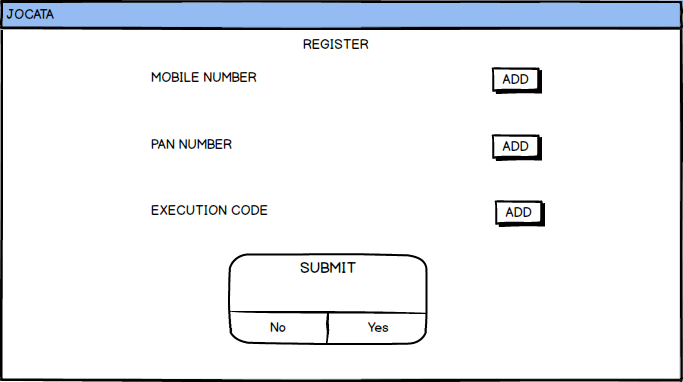 JOCATA
REGISTER
MOBILE NUMBER ADD
PAN NUMBER ADD
EXECUTION CODE ADD
SUBMIT
No Yes